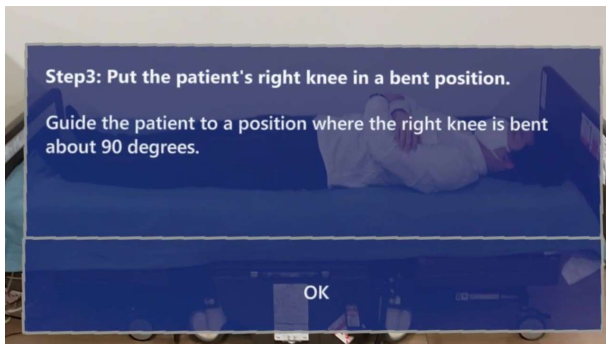 Step3: Put the patient's right knee in a bent position.
Guide the patient to a position where the right knee is bent
about 90 degrees.
OK